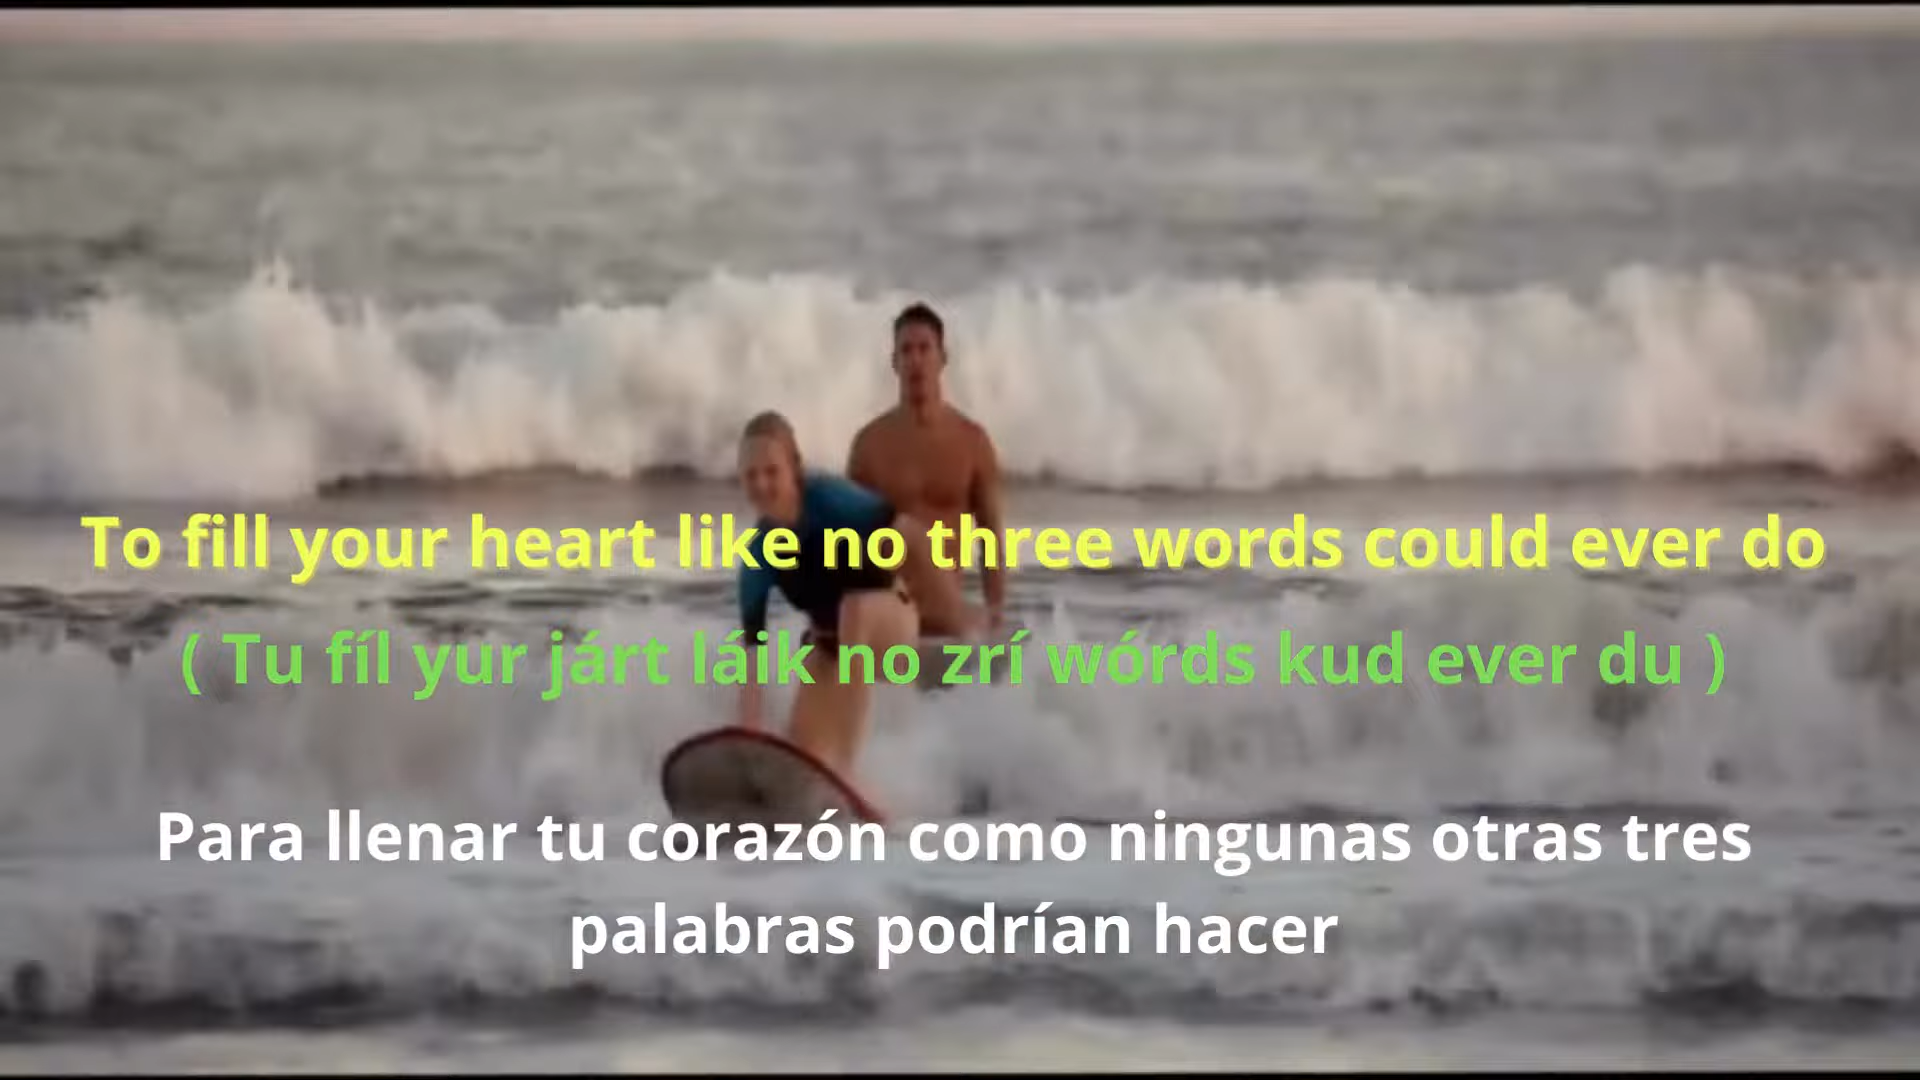 To fill your heart like no three words could ever do
( Tu fíl yur járt láik no zrí wórds kud ever du )
Para llenar tu corazón como ningunas otras tres
palabras podrían hacer